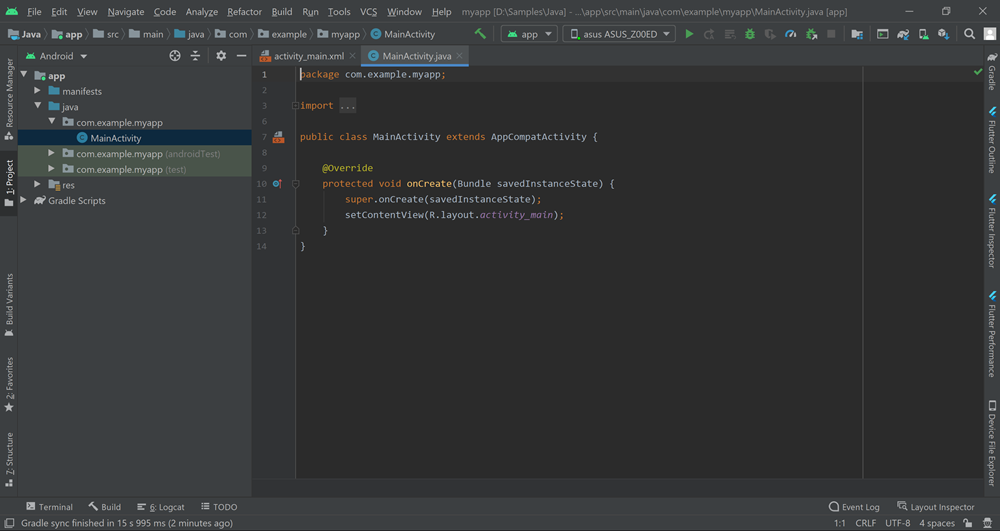 File Edit View Navigate Code Analyze Refactor Build Run Tools VCS Window Help myapp [D:\Samples\Java] - ...\app\src\main\java\com\example\myapp\MainActivity.java [app]
Java app src main java com example myapp MainActivity app asus ASUS_Z00ED
Android
activity_main.xml
MainActivity.java
app
manifests
java
com.example.myapp
MainActivity
com.example.myapp (androidTest)
com.example.myapp (test)
res
Gradle Scripts
1 package com.example.myapp;
2
3 import ...
6
7 public class MainActivity extends AppCompatActivity {
8
9 @Override
10 protected void onCreate(Bundle savedInstanceState) {
11 super.onCreate(savedInstanceState);
12 setContentView(R.layout.activity_main);
13 }
14 }
Resource Manager
1: Project
Build Variants
2: Favorites
7: Structure
Gradle
Flutter Outline
Flutter Inspector
Flutter Performance
Device File Explorer
Terminal Build 6: Logcat TODO Event Log Layout Inspector
Gradle sync finished in 15 s 995 ms (2 minutes ago) 1:1 CRLF UTF-8 4 spaces